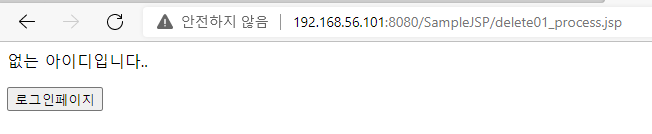 안전하지 않음 192.168.56.101:8080/SampleJSP/delete01_process.jsp
없는 아이디입니다..
로그인페이지